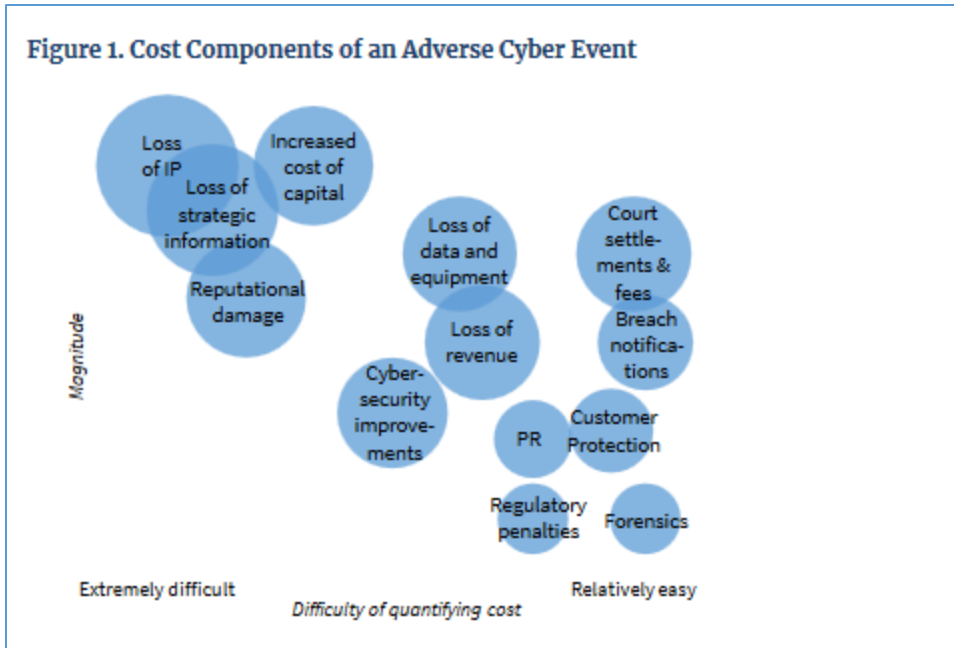 Figure 1. Cost Components of an Adverse Cyber Event
Loss
of IP
Increased
cost of
capital
Loss of
strategic
information
Reputational
damage
Loss of
data and
equipment
Court
settle-
ments &
fees
Loss of
revenue
Breach
notifica-
tions
Magnitude
Cyber-
security
improve-
ments
PR
Customer
Protection
Regulatory
penalties
Forensics
Extremely difficult
Relatively easy
Difficulty of quantifying cost